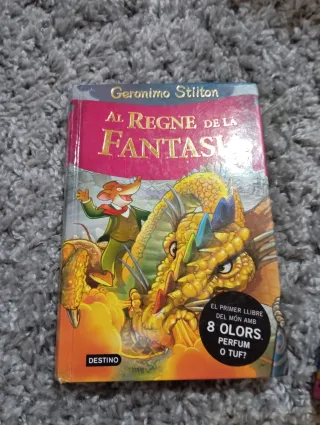 Geronimo Stilton
AL REGNE DE LA
FANTASIA
EL PRIMER LLIBRE
DEL MÓN AMB
8 OLORS.
PERFUM
O TUF?
DESTINO